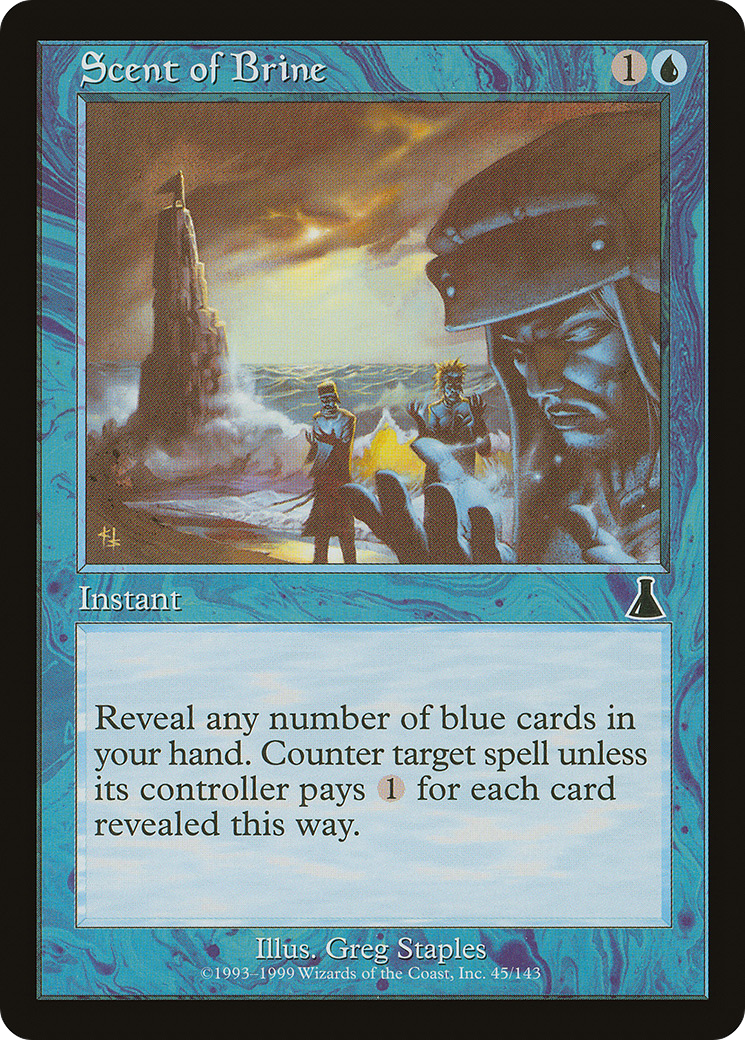 Scent of Brine 1
Instant
Reveal any number of blue cards in
your hand. Counter target spell unless
its controller pays 1 for each card
revealed this way.
Illus. Greg Staples
©1993–1999 Wizards of the Coast, Inc. 45/143